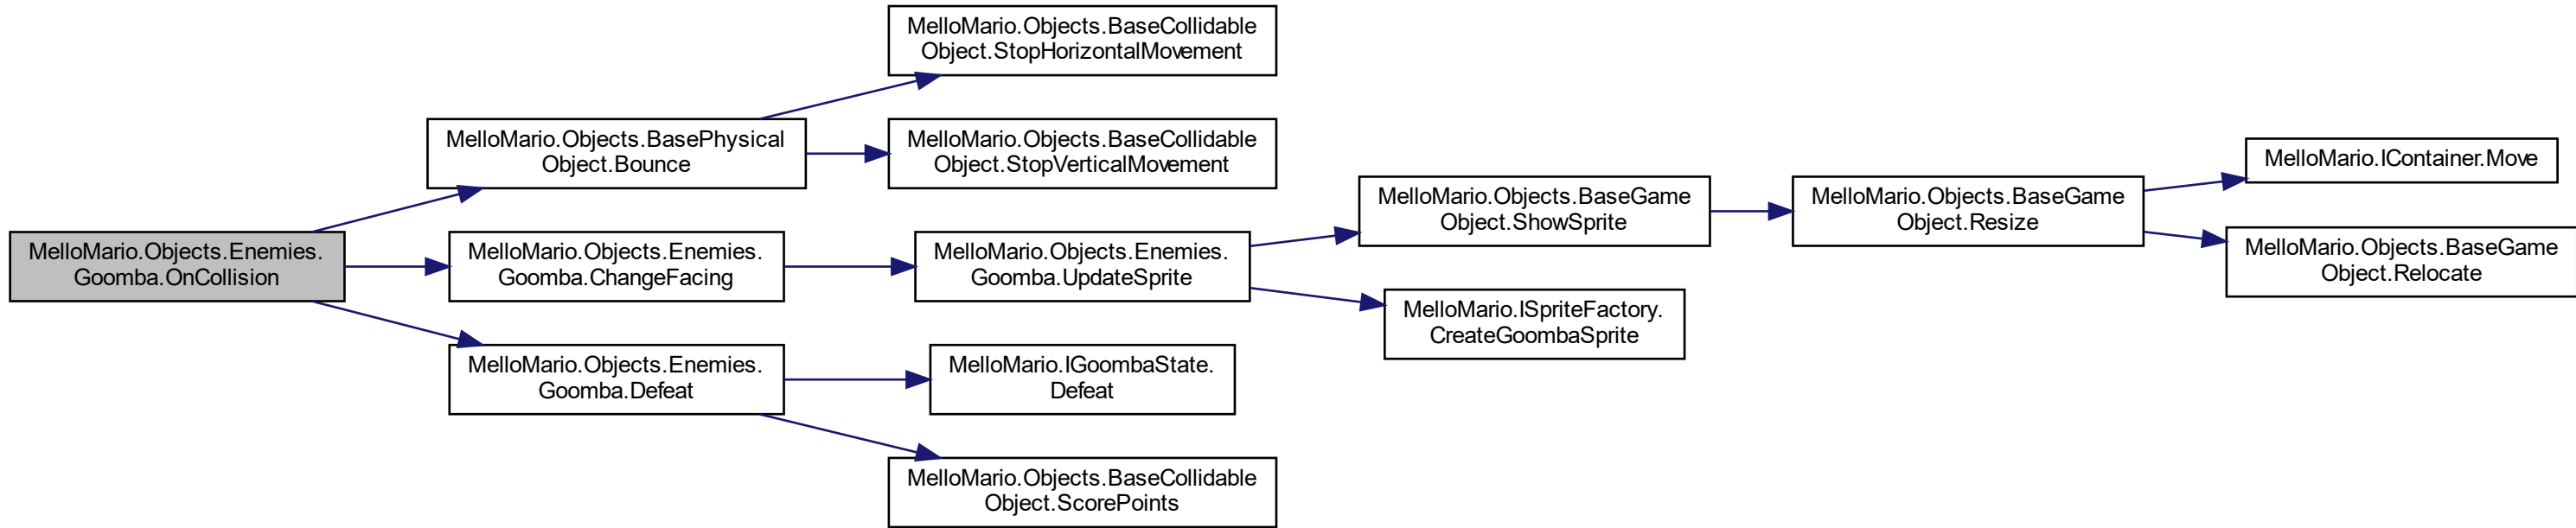 MelloMario.Objects.Enemies.
Goomba.OnCollision
MelloMario.Objects.BasePhysical
Object.Bounce
MelloMario.Objects.BaseCollidable
Object.StopHorizontalMovement
MelloMario.Objects.BaseCollidable
Object.StopVerticalMovement
MelloMario.Objects.Enemies.
Goomba.ChangeFacing
MelloMario.Objects.Enemies.
Goomba.UpdateSprite
MelloMario.Objects.BaseGame
Object.ShowSprite
MelloMario.Objects.BaseGame
Object.Resize
MelloMario.IContainer.Move
MelloMario.Objects.BaseGame
Object.Relocate
MelloMario.ISpriteFactory.
CreateGoombaSprite
MelloMario.Objects.Enemies.
Goomba.Defeat
MelloMario.IGoombaState.
Defeat
MelloMario.Objects.BaseCollidable
Object.ScorePoints